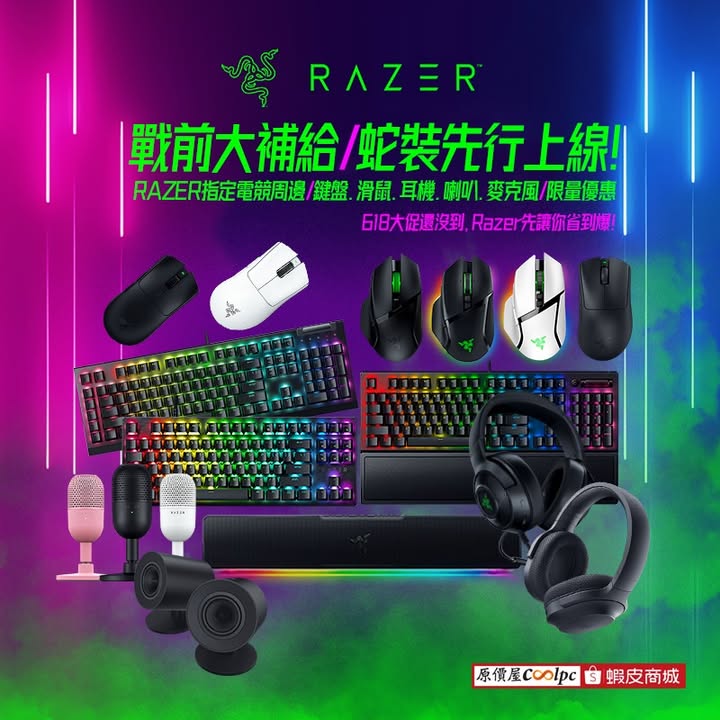 RAZER™
戰前大補給/蛇裝先行上線!
RAZER指定電競周邊/鍵盤. 滑鼠. 耳機. 喇叭. 麥克風/限量優惠
618大促還沒到, Razer先讓你省到爆!
RAZER
原價屋Coolpc S 蝦皮商城